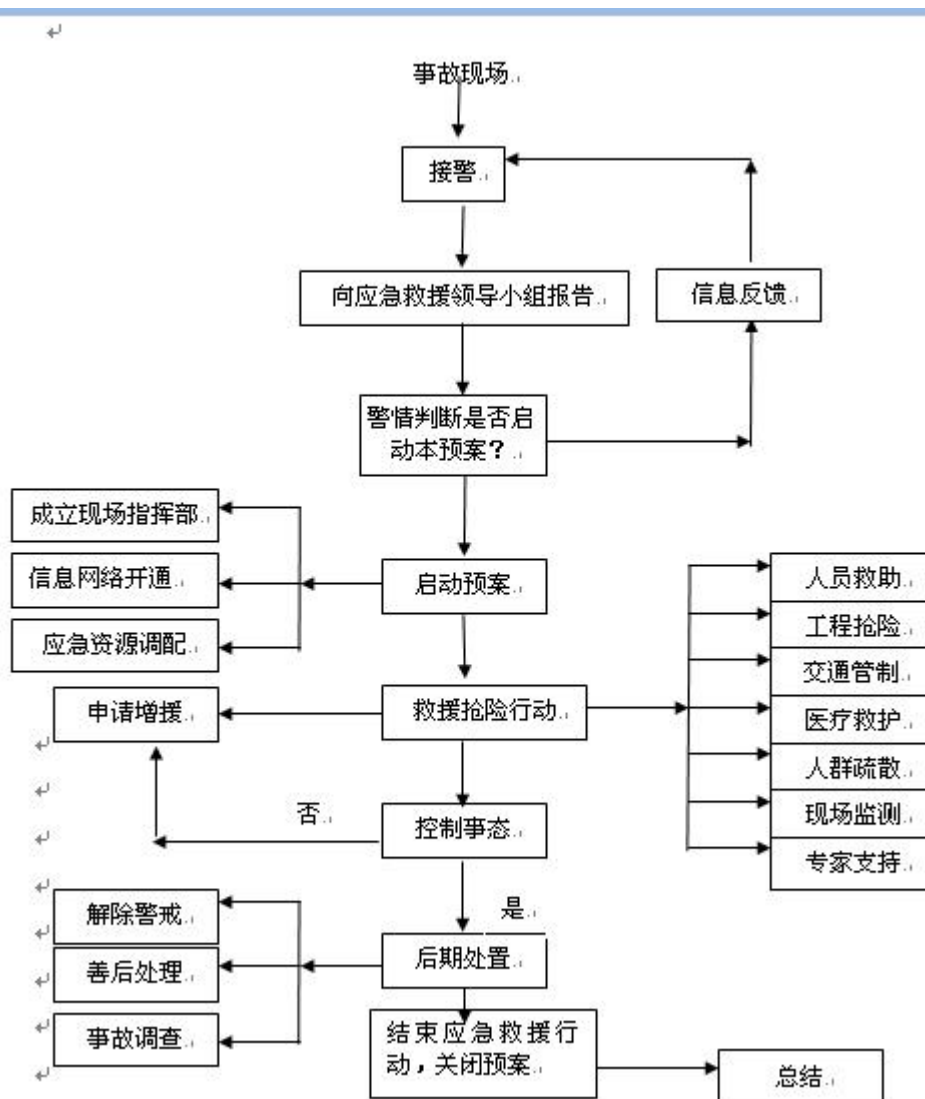 事故现场
接警
向应急救援领导小组报告
信息反馈
警情判断是否启
动本预案？
成立现场指挥部
信息网络开通
启动预案
人员救助
应急资源调配
工程抢险
交通管制
申请增援
救援抢险行动
医疗救护
人群疏散
否
控制事态
现场监测
专家支持
解除警戒
是
善后处理
后期处置
事故调查
结束应急救援行
动，关闭预案
总结